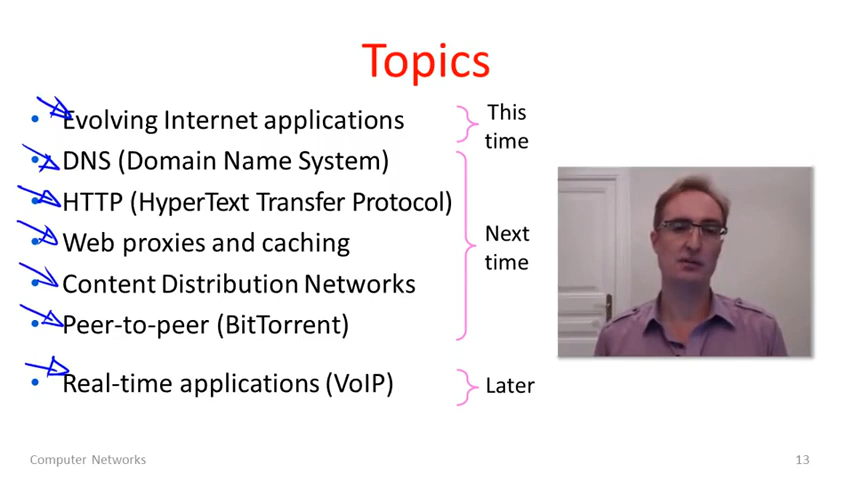 Topics
• Evolving Internet applications
• DNS (Domain Name System)
• HTTP (HyperText Transfer Protocol)
• Web proxies and caching
• Content Distribution Networks
• Peer-to-peer (BitTorrent)
• Real-time applications (VoIP)
This
time
Next
time
Later
Computer Networks
13